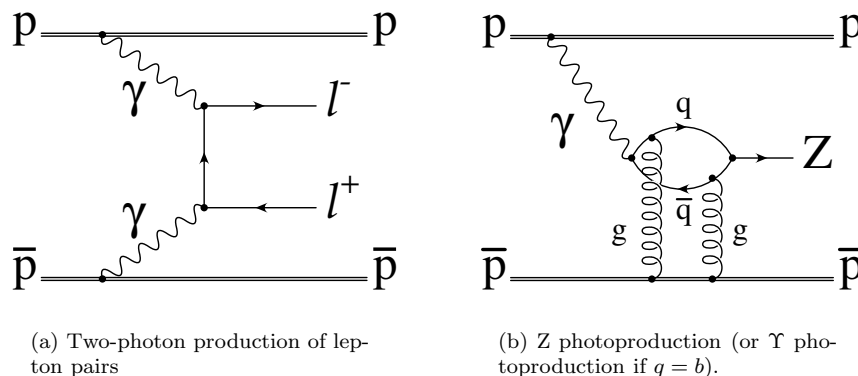 p p
γ l⁻
γ l⁺
p̅ p̅
(a) Two-photon production of lep-
ton pairs
p p
q
γ Z
q̅
g g
p̅ p̅
(b) Z photoproduction (or ϒ pho-
toproduction if q = b).